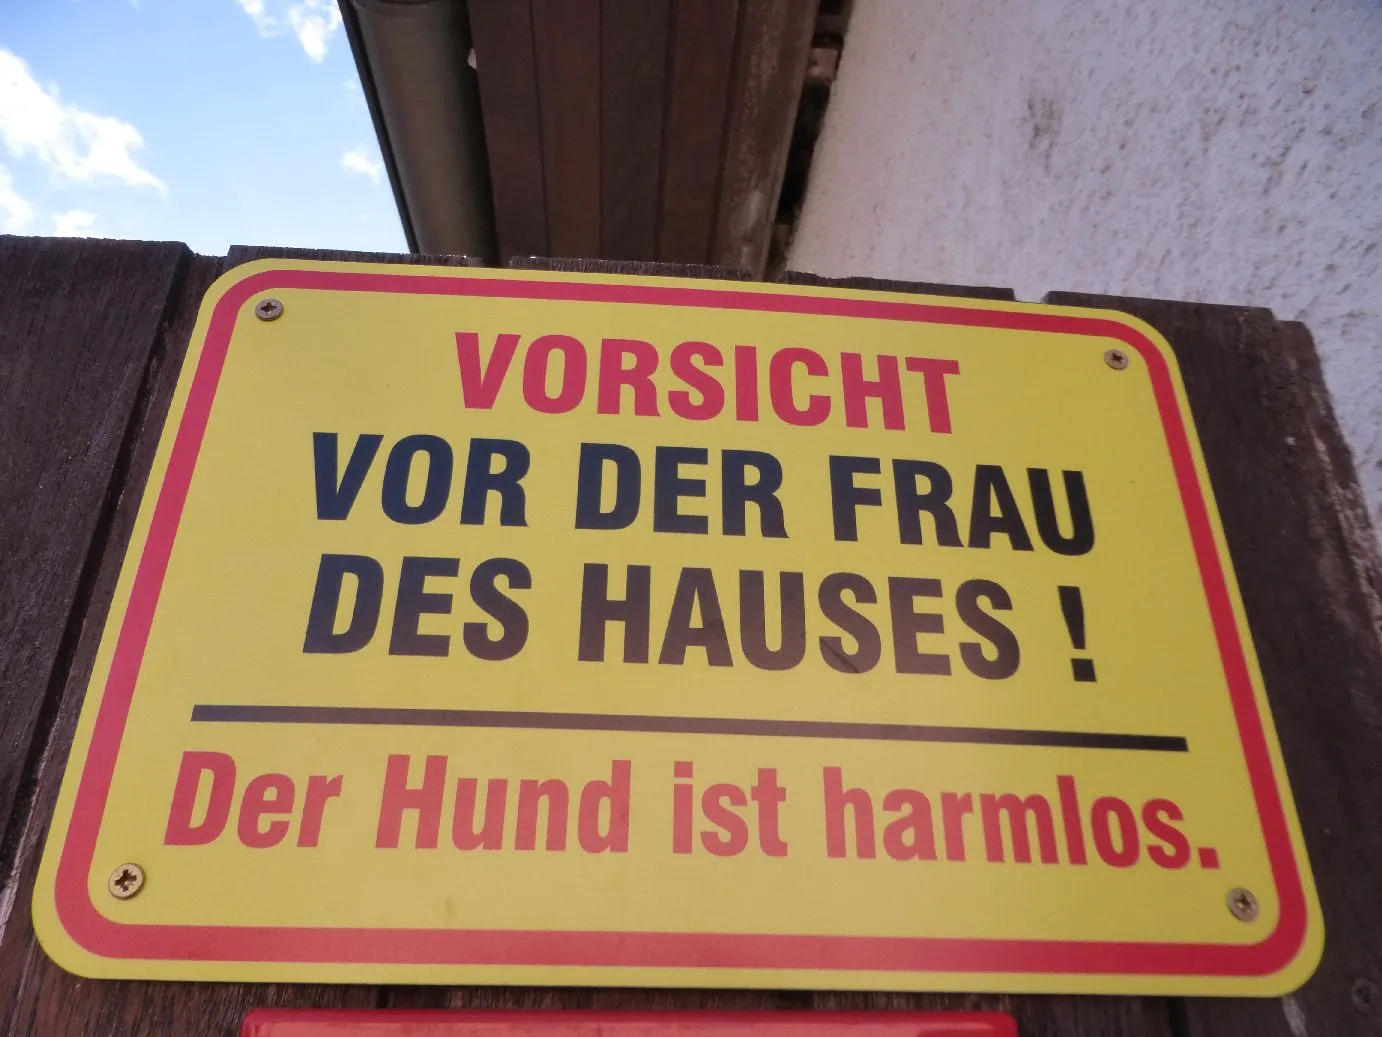 VORSICHT
VOR DER FRAU
DES HAUSES !
Der Hund ist harmlos.